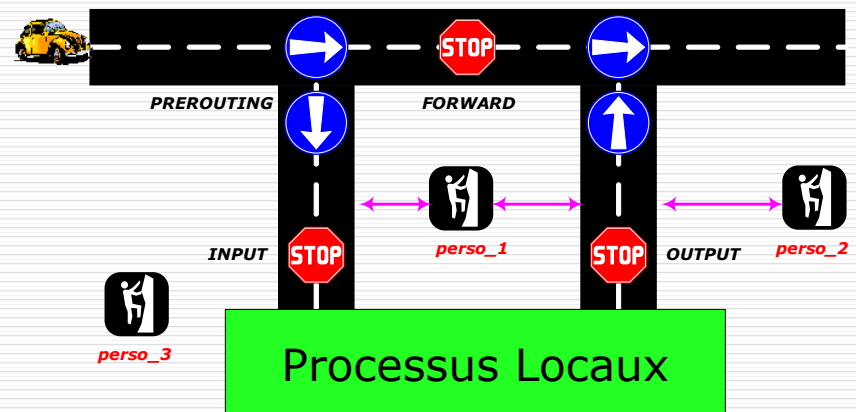 STOP
PREROUTING
FORWARD
INPUT
STOP
perso_1
STOP
OUTPUT
perso_2
perso_3
Processus Locaux